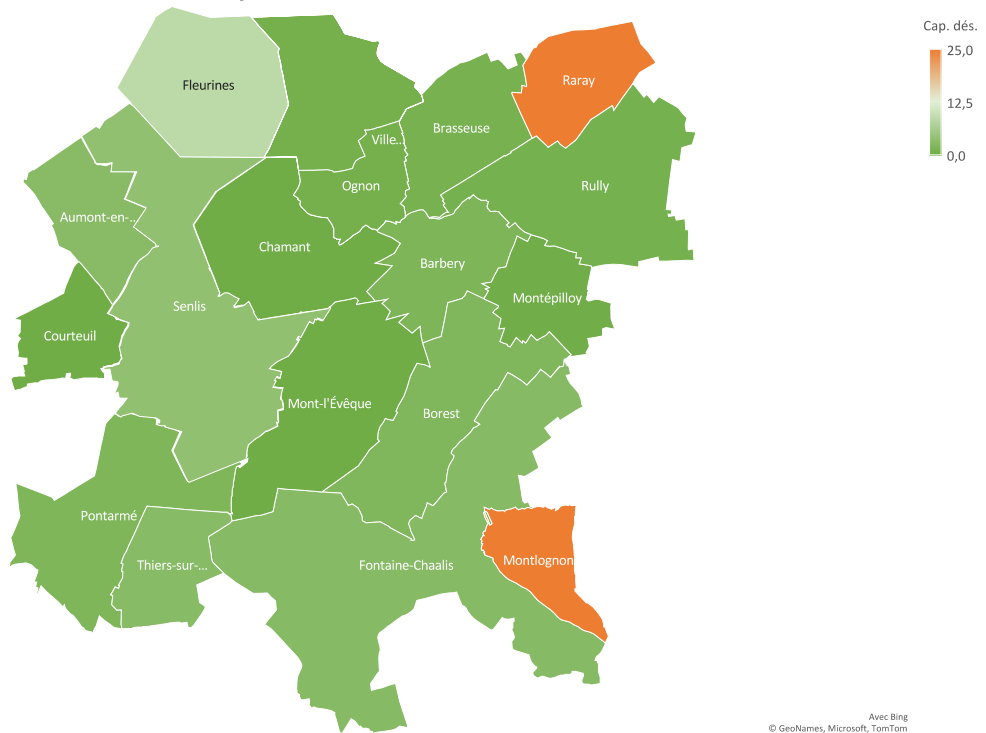 Cap. dés.
25,0
12,5
0,0
Fleurines
Raray
Brasseuse
Ville...
Ognon
Rully
Aumont-en-...
Chamant
Barbery
Montépilloy
Senlis
Courteuil
Mont-l'Évêque
Borest
Pontarmé
Thiers-sur-...
Fontaine-Chaalis
Montlognon
Avec Bing
© GeoNames, Microsoft, TomTom